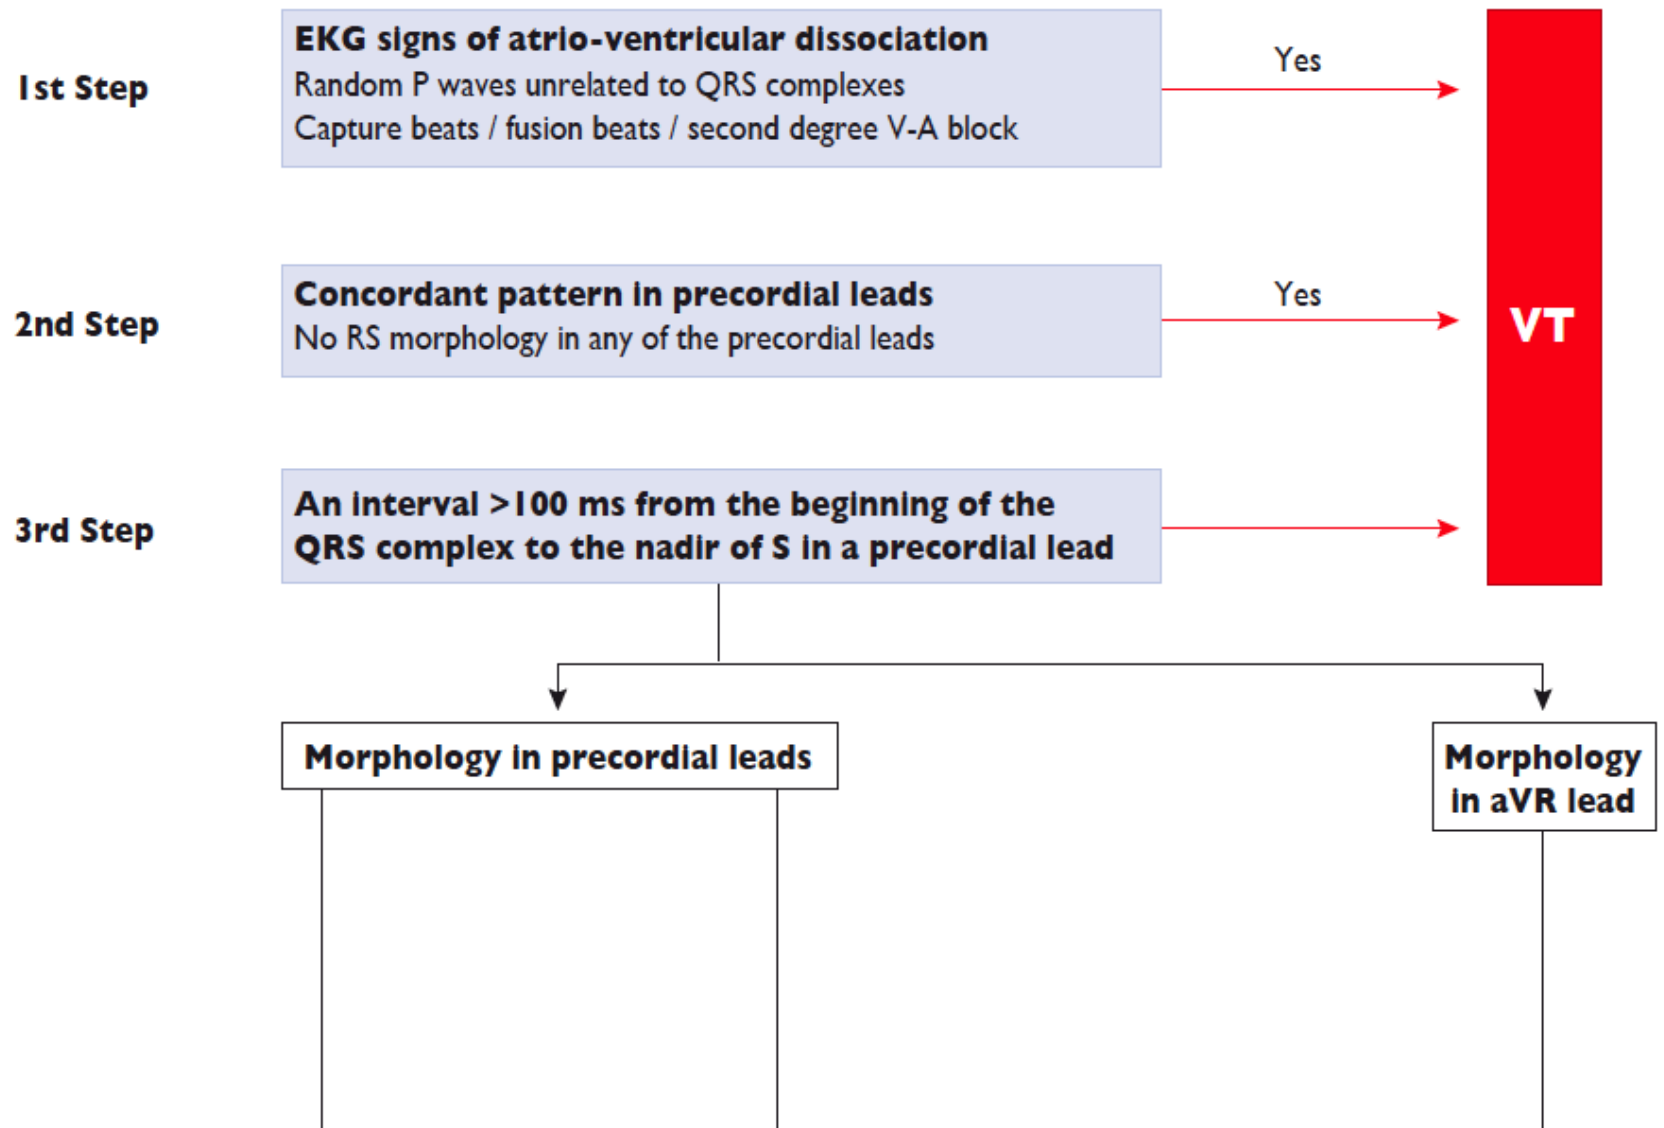 1st Step
EKG signs of atrio-ventricular dissociation
Random P waves unrelated to QRS complexes
Capture beats / fusion beats / second degree V-A block
Yes
2nd Step
Concordant pattern in precordial leads
No RS morphology in any of the precordial leads
Yes
VT
3rd Step
An interval >100 ms from the beginning of the
QRS complex to the nadir of S in a precordial lead
Morphology in precordial leads
Morphology
in aVR lead